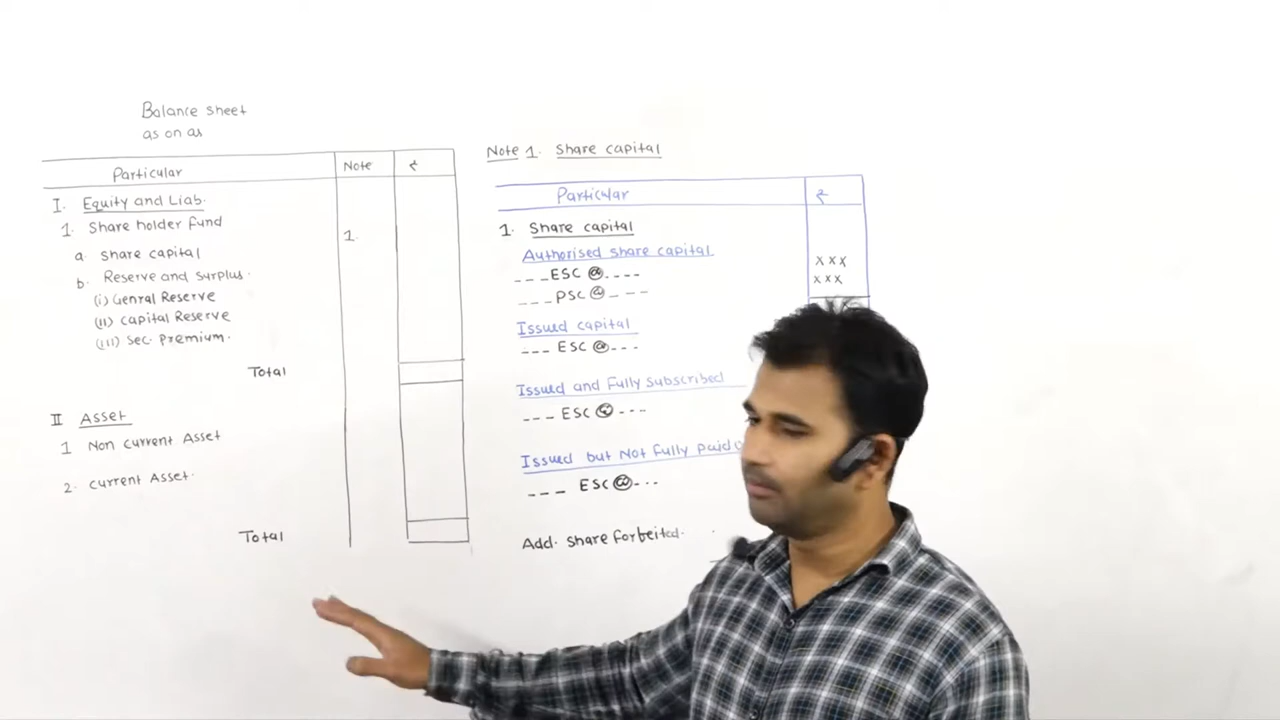 Balance sheet
as on as
Particular Note ₹
I. Equity and Liab.
1. Share holder fund
a. share capital 1.
b. Reserve and surplus.
(i) Genral Reserve
(ii) capital Reserve
(iii) Sec. Premium.
Total
II Asset
1 Non current Asset
2. current Asset.
Total
Note 1. Share capital
Particular ₹
1. Share capital
Authorised share capital
---ESC @---- xxx
---PSC @--- xxx
Issued capital
--- ESC @---
Issued and Fully subscribed
--- ESC @---
Issued but Not fully paid
--- ESC @---
Add. share forbeited.